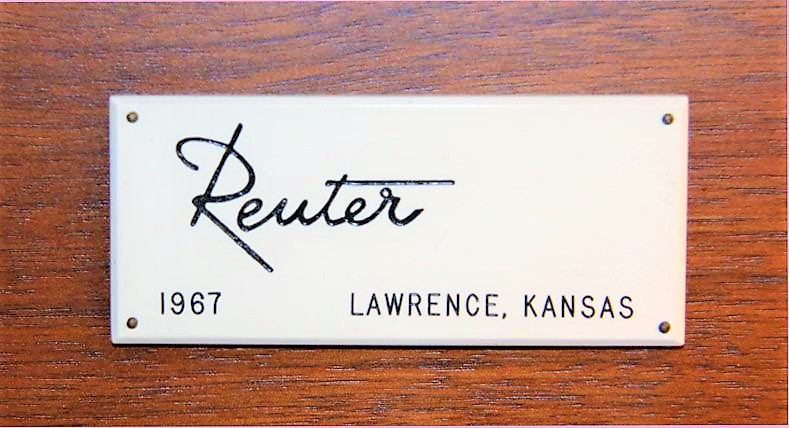 Reuter
1967 LAWRENCE, KANSAS